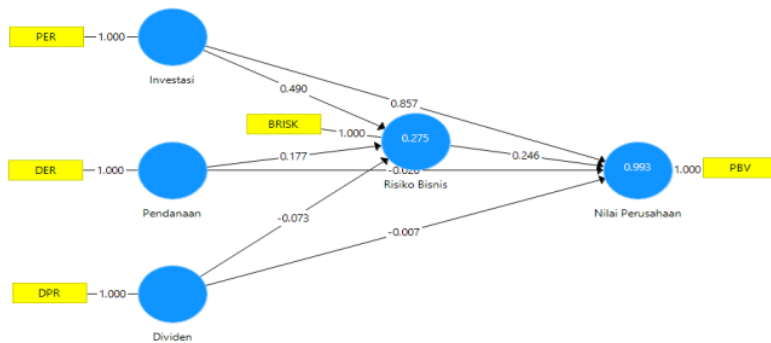 PER
1.000
Investasi
0.490
0.857
BRISK
1.000
0.275
Risiko Bisnis
0.246
0.993
1.000
PBV
Nilai Perusahaan
DER
1.000
Pendanaan
0.177
-0.073
-0.007
DPR
1.000
Dividen